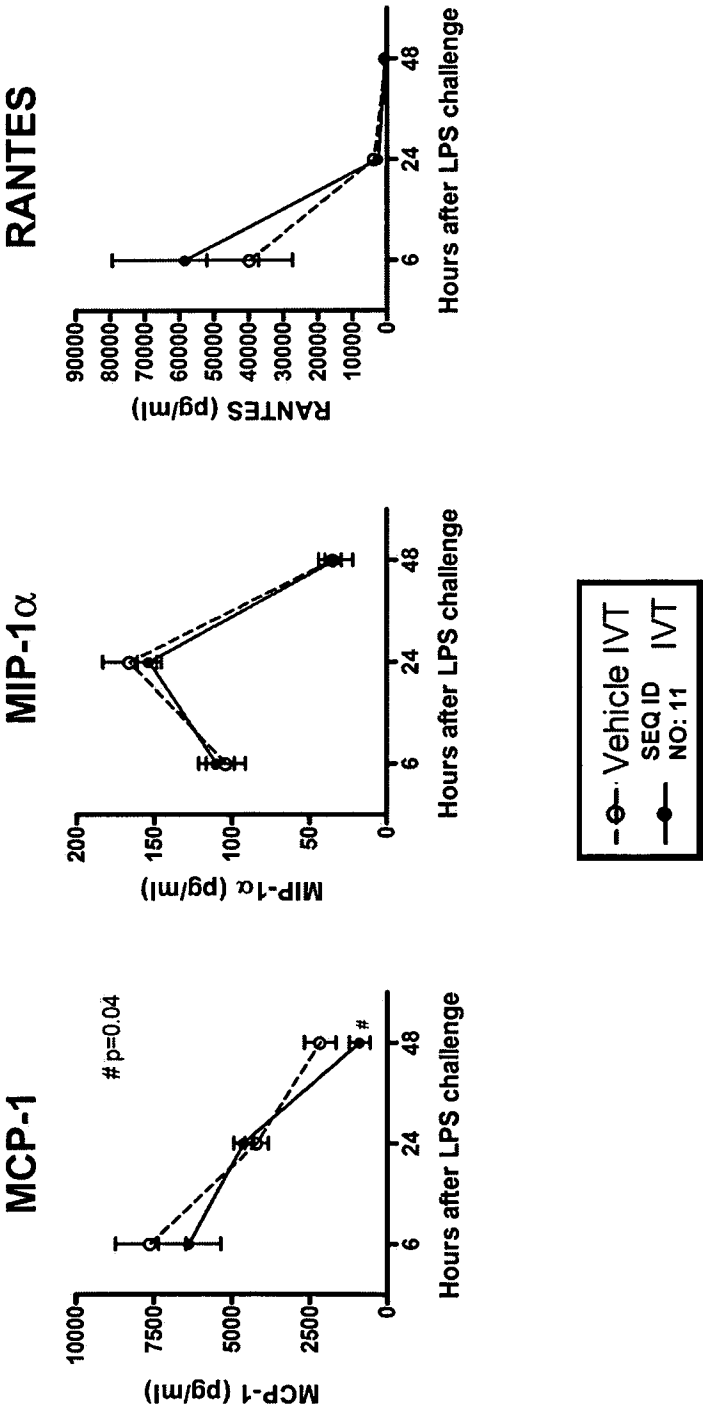 MCP-1
# p=0.04
MCP-1 (pg/ml)
10000
7500
5000
2500
0
#
6
24
48
Hours after LPS challenge
MIP-1α
MIP-1α (pg/ml)
200
150
100
50
0
6
24
48
Hours after LPS challenge
RANTES
RANTES (pg/ml)
90000
80000
70000
60000
50000
40000
30000
20000
10000
0
6
24
48
Hours after LPS challenge
Vehicle IVT
SEQ ID
NO: 11 IVT